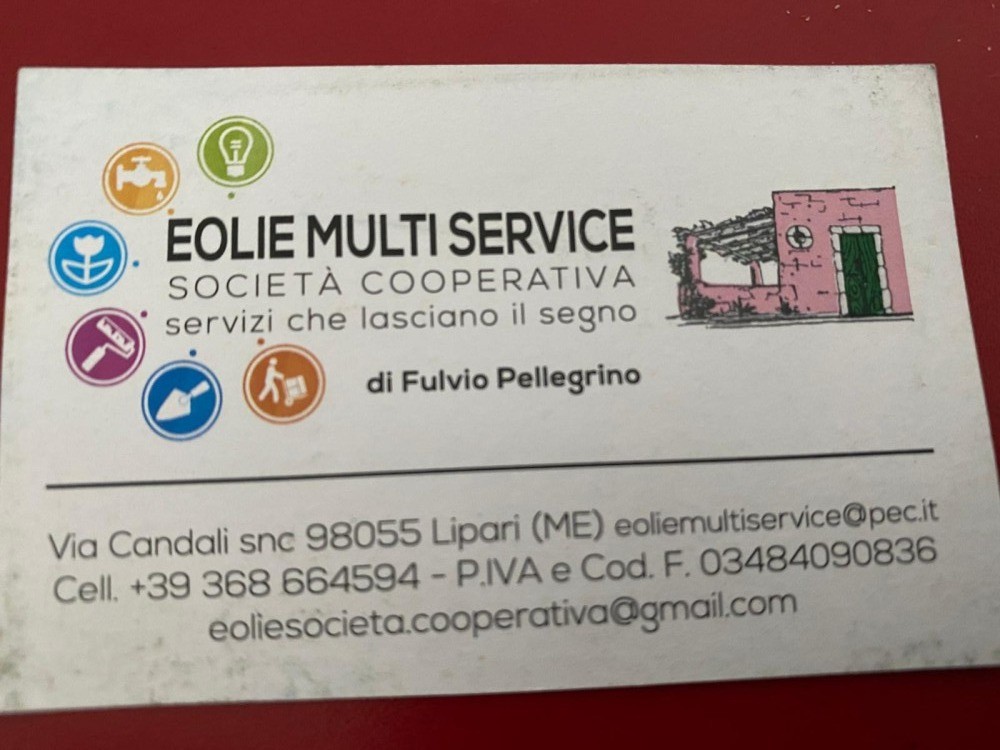 EOLIE MULTI SERVICE
SOCIETÀ COOPERATIVA
servizi che lasciano il segno
di Fulvio Pellegrino
Via Candali snc 98055 Lipari (ME) eoliemultiservice@pec.it
Cell. +39 368 664594 - P.IVA e Cod. F. 03484090836
eoliesocieta.cooperativa@gmail.com